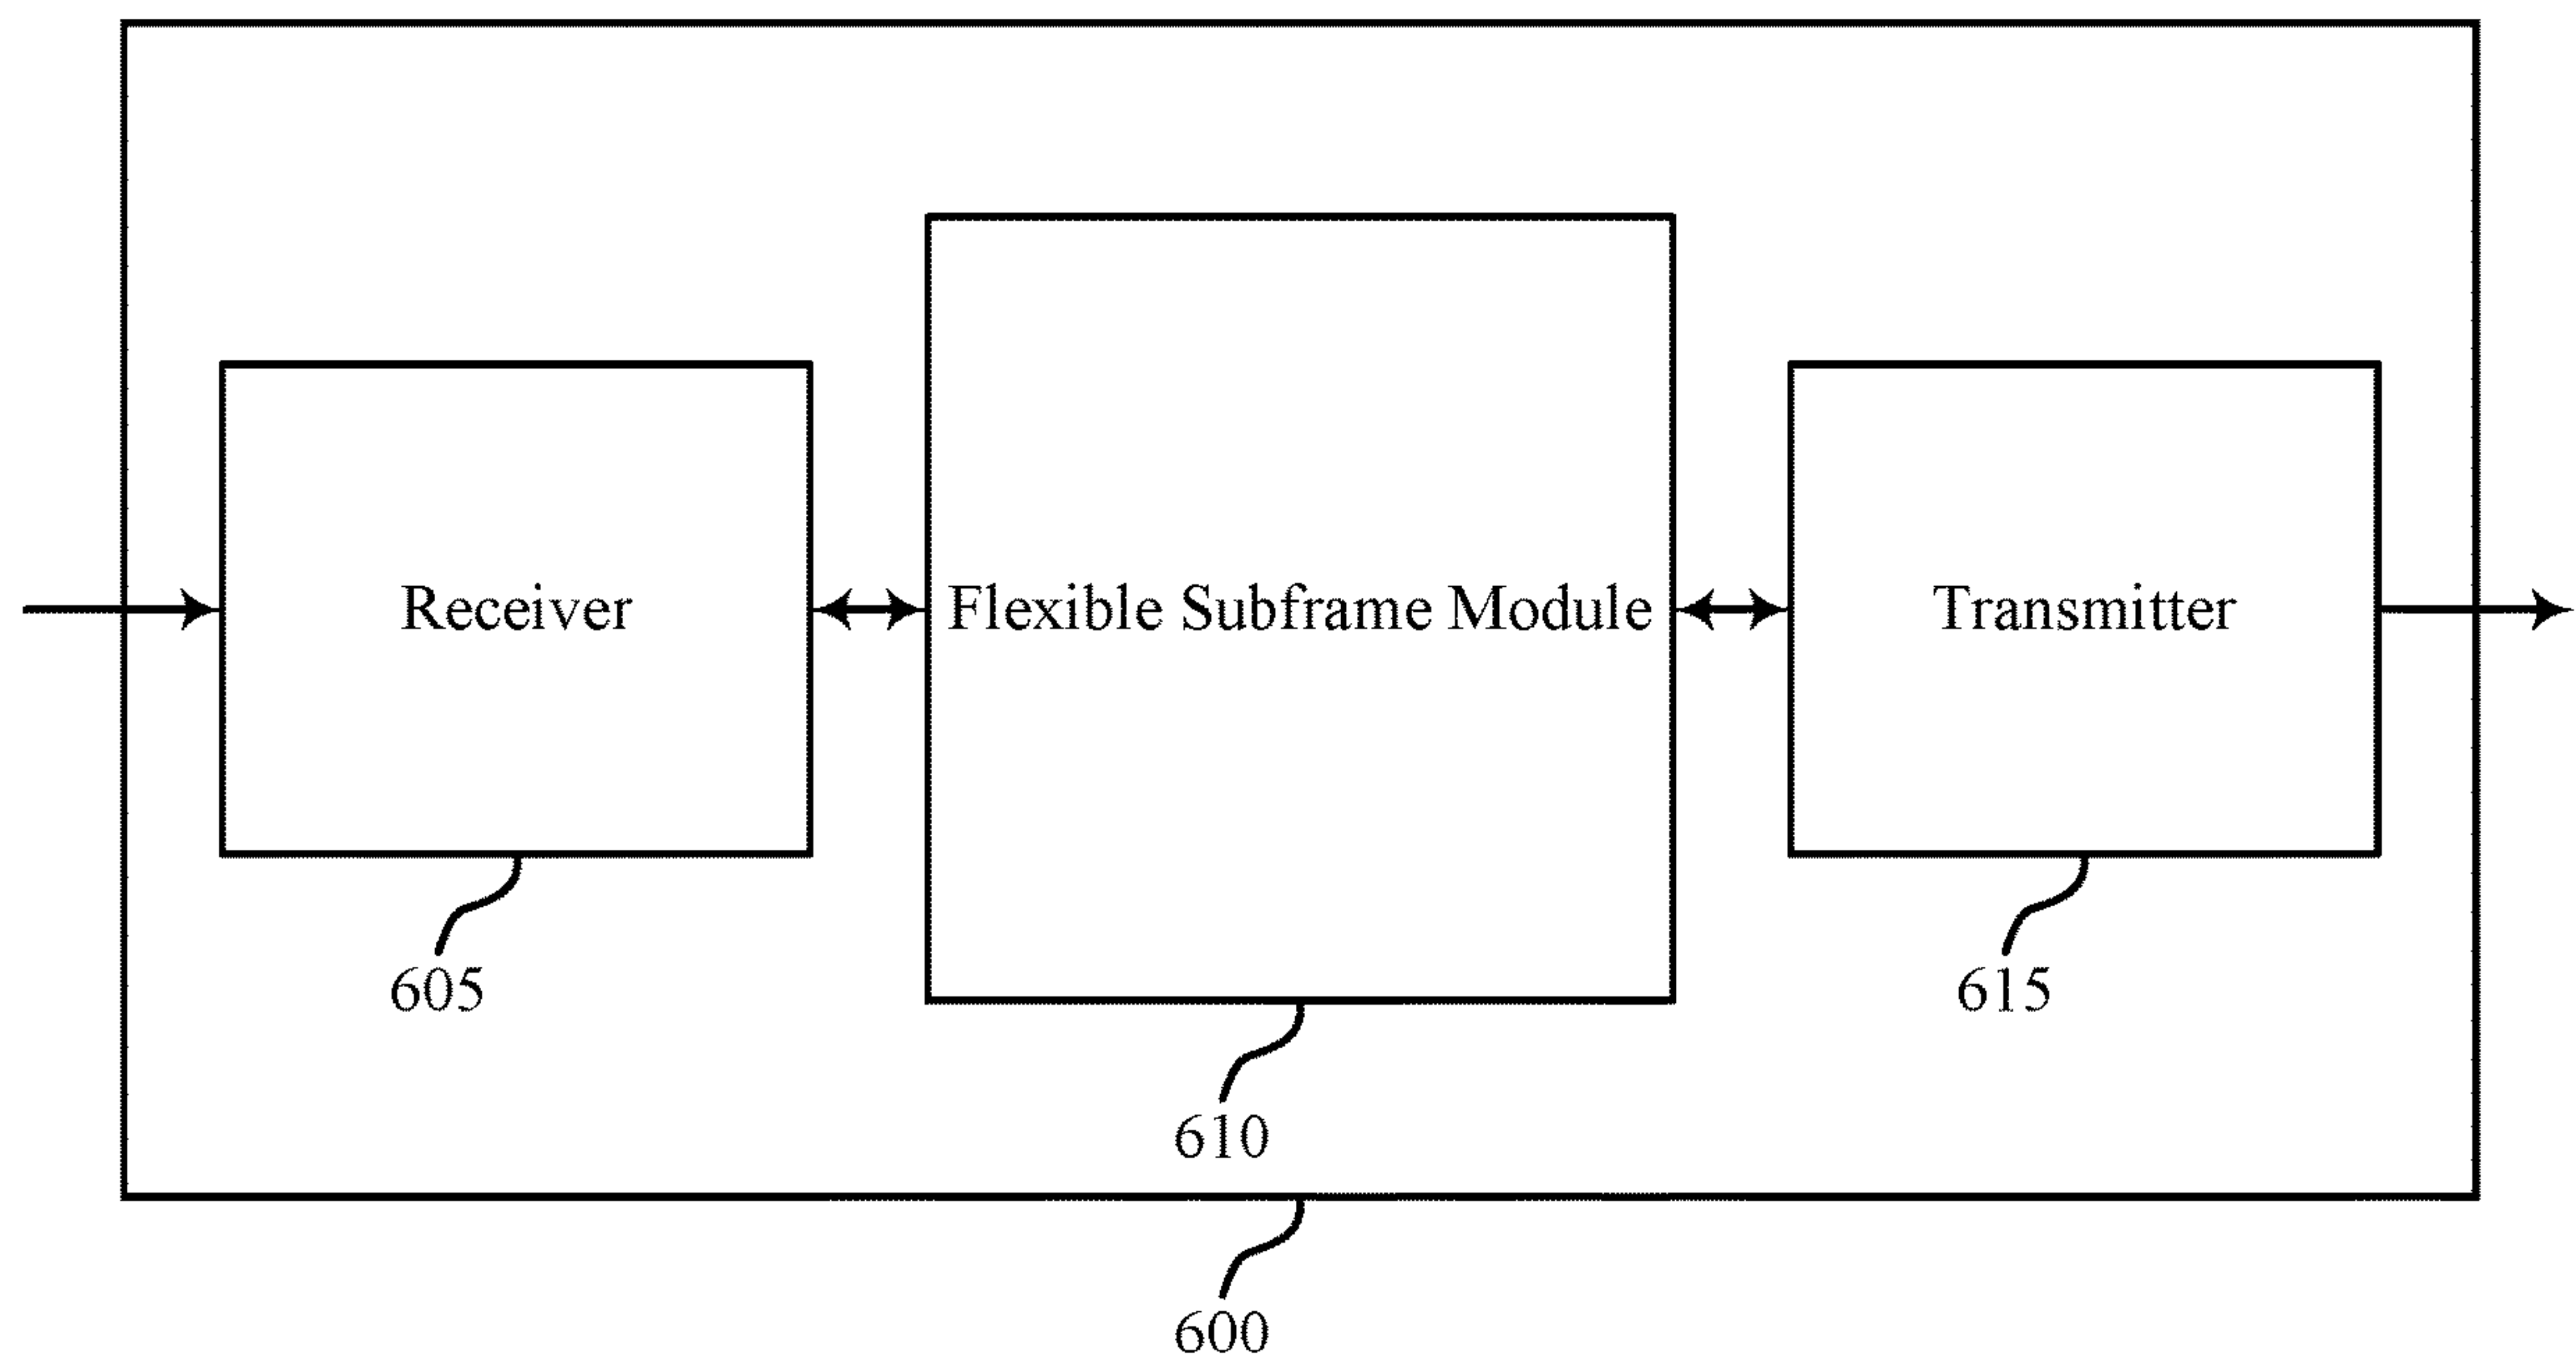 Receiver
Flexible Subframe Module
Transmitter
605
615
610
600